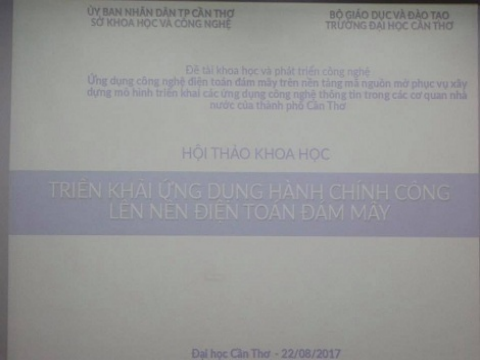 ỦY BAN NHÂN DÂN TP CẦN THƠ
SỞ KHOA HỌC VÀ CÔNG NGHỆ
BỘ GIÁO DỤC VÀ ĐÀO TẠO
TRƯỜNG ĐẠI HỌC CẦN THƠ
Đề tài khoa học và phát triển công nghệ
Ứng dụng công nghệ điện toán đám mây trên nền tảng mã nguồn mở phục vụ xây
dựng mô hình triển khai các ứng dụng công nghệ thông tin trong các cơ quan nhà
nước của thành phố Cần Thơ
HỘI THẢO KHOA HỌC
TRIỂN KHAI ỨNG DỤNG HÀNH CHÍNH CÔNG
LÊN NỀN ĐIỆN TOÁN ĐÁM MÂY
Đại học Cần Thơ - 22/08/2017